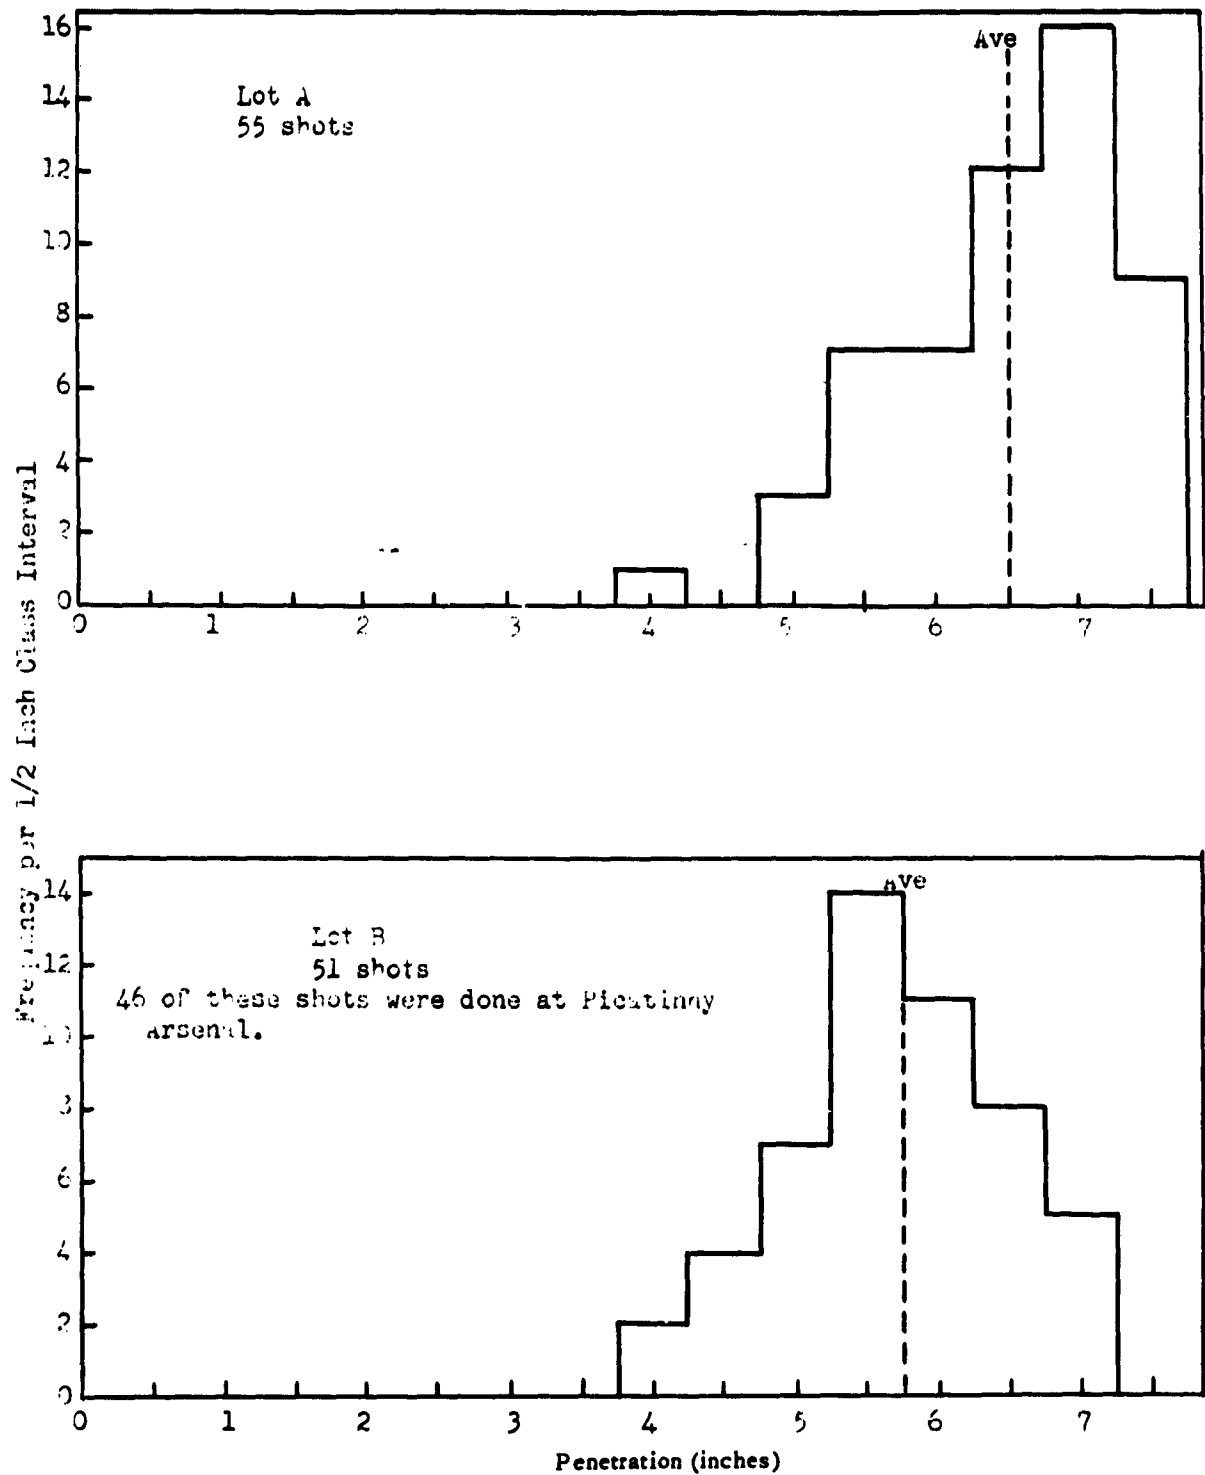 Frequency per 1/2 Inch Class Interval
16
14
12
10
8
6
4
2
0
Ave
Lot A
55 shots
0 1 2 3 4 5 6 7
14
12
10
8
6
4
2
0
Ave
Lot B
51 shots
46 of these shots were done at Picatinny
Arsenal.
0 1 2 3 4 5 6 7
Penetration (inches)